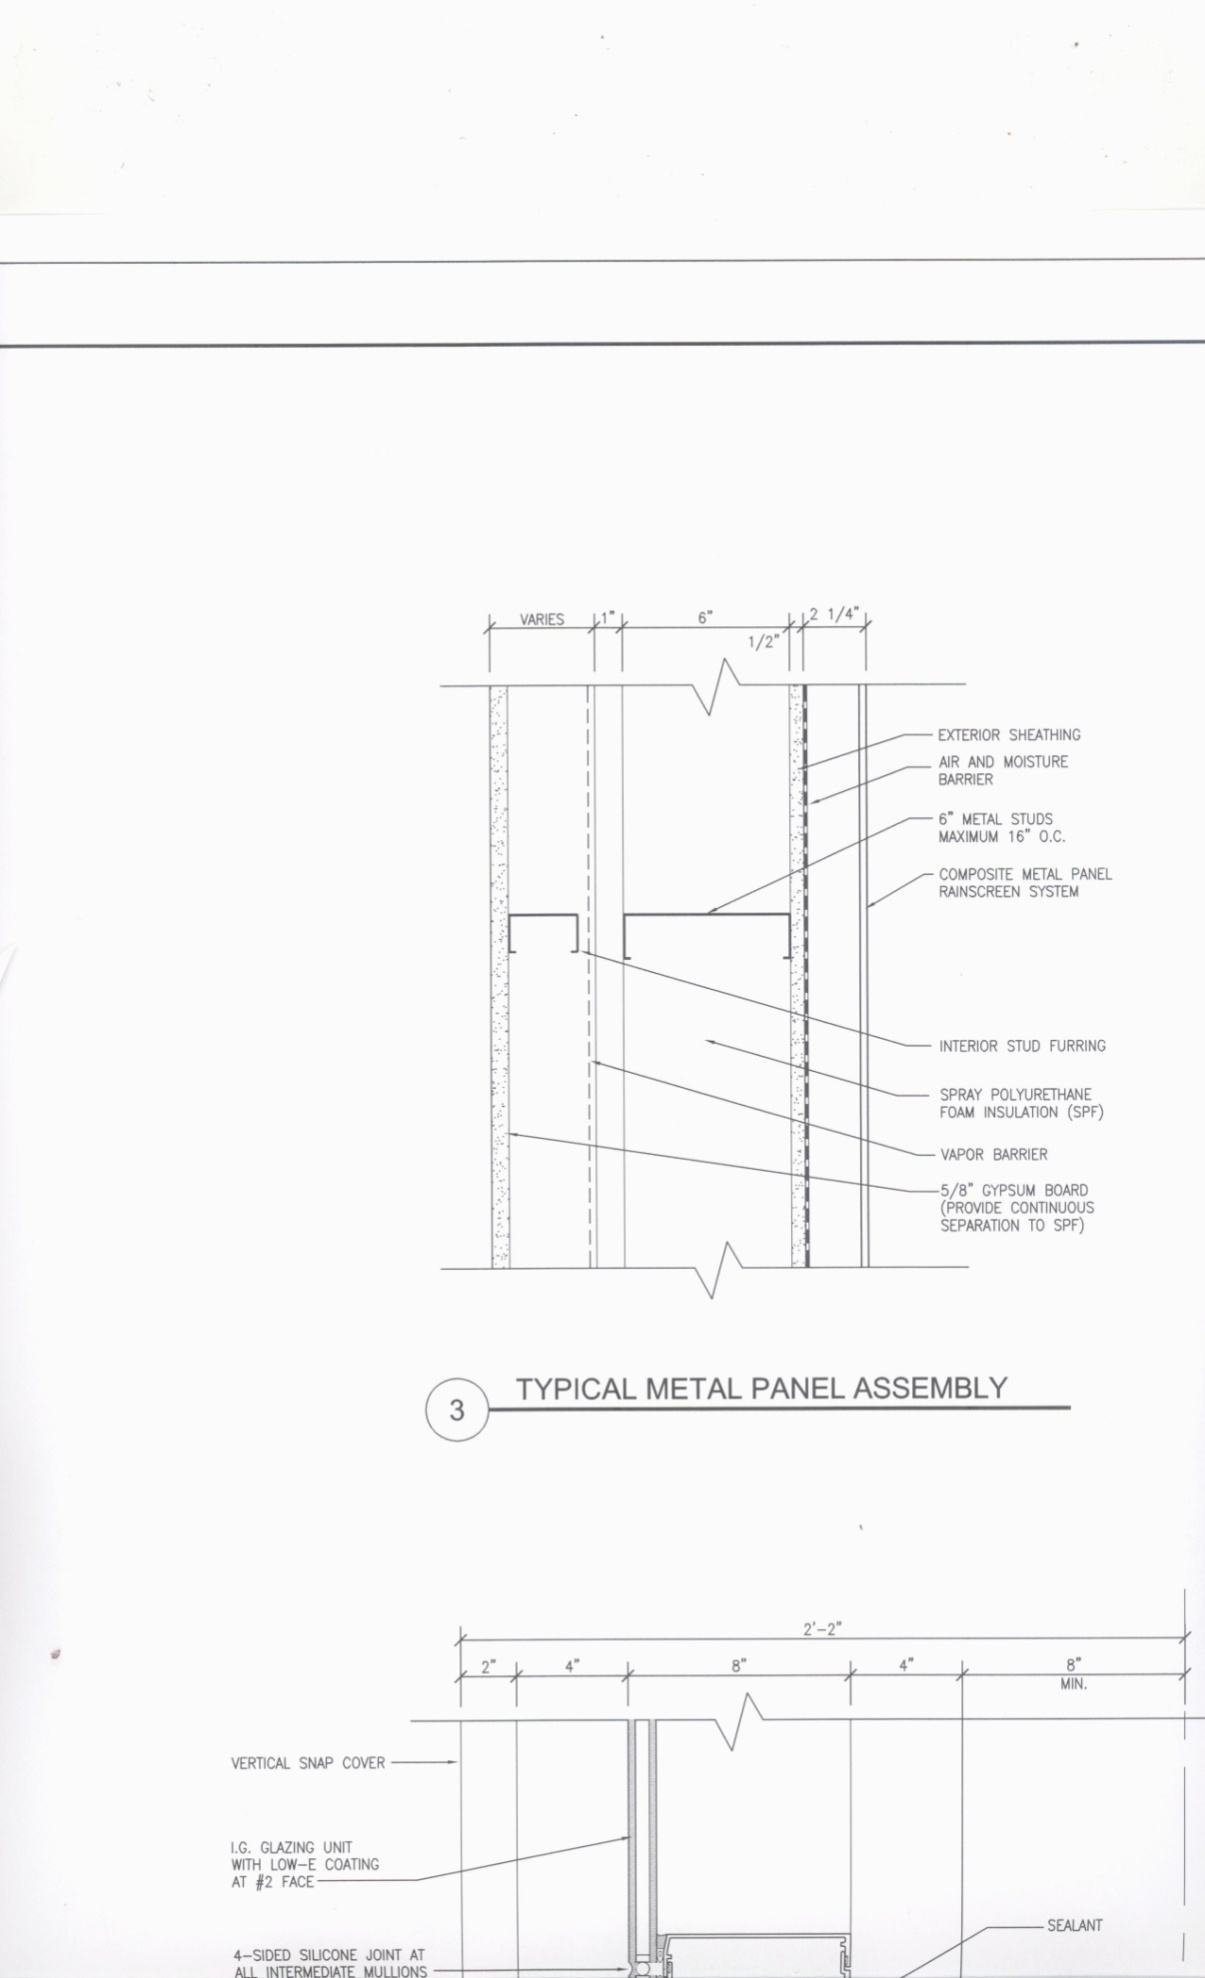 VARIES 1" 6" 2 1/4"
1/2"
EXTERIOR SHEATHING
AIR AND MOISTURE
BARRIER
6" METAL STUDS
MAXIMUM 16" O.C.
COMPOSITE METAL PANEL
RAINSCREEN SYSTEM
INTERIOR STUD FURRING
SPRAY POLYURETHANE
FOAM INSULATION (SPF)
VAPOR BARRIER
5/8" GYPSUM BOARD
(PROVIDE CONTINUOUS
SEPARATION TO SPF)
3 TYPICAL METAL PANEL ASSEMBLY
2'-2"
2" 4" 8" 4" 8"
MIN.
VERTICAL SNAP COVER
I.G. GLAZING UNIT
WITH LOW-E COATING
AT #2 FACE
SEALANT
4-SIDED SILICONE JOINT AT
ALL INTERMEDIATE MULLIONS